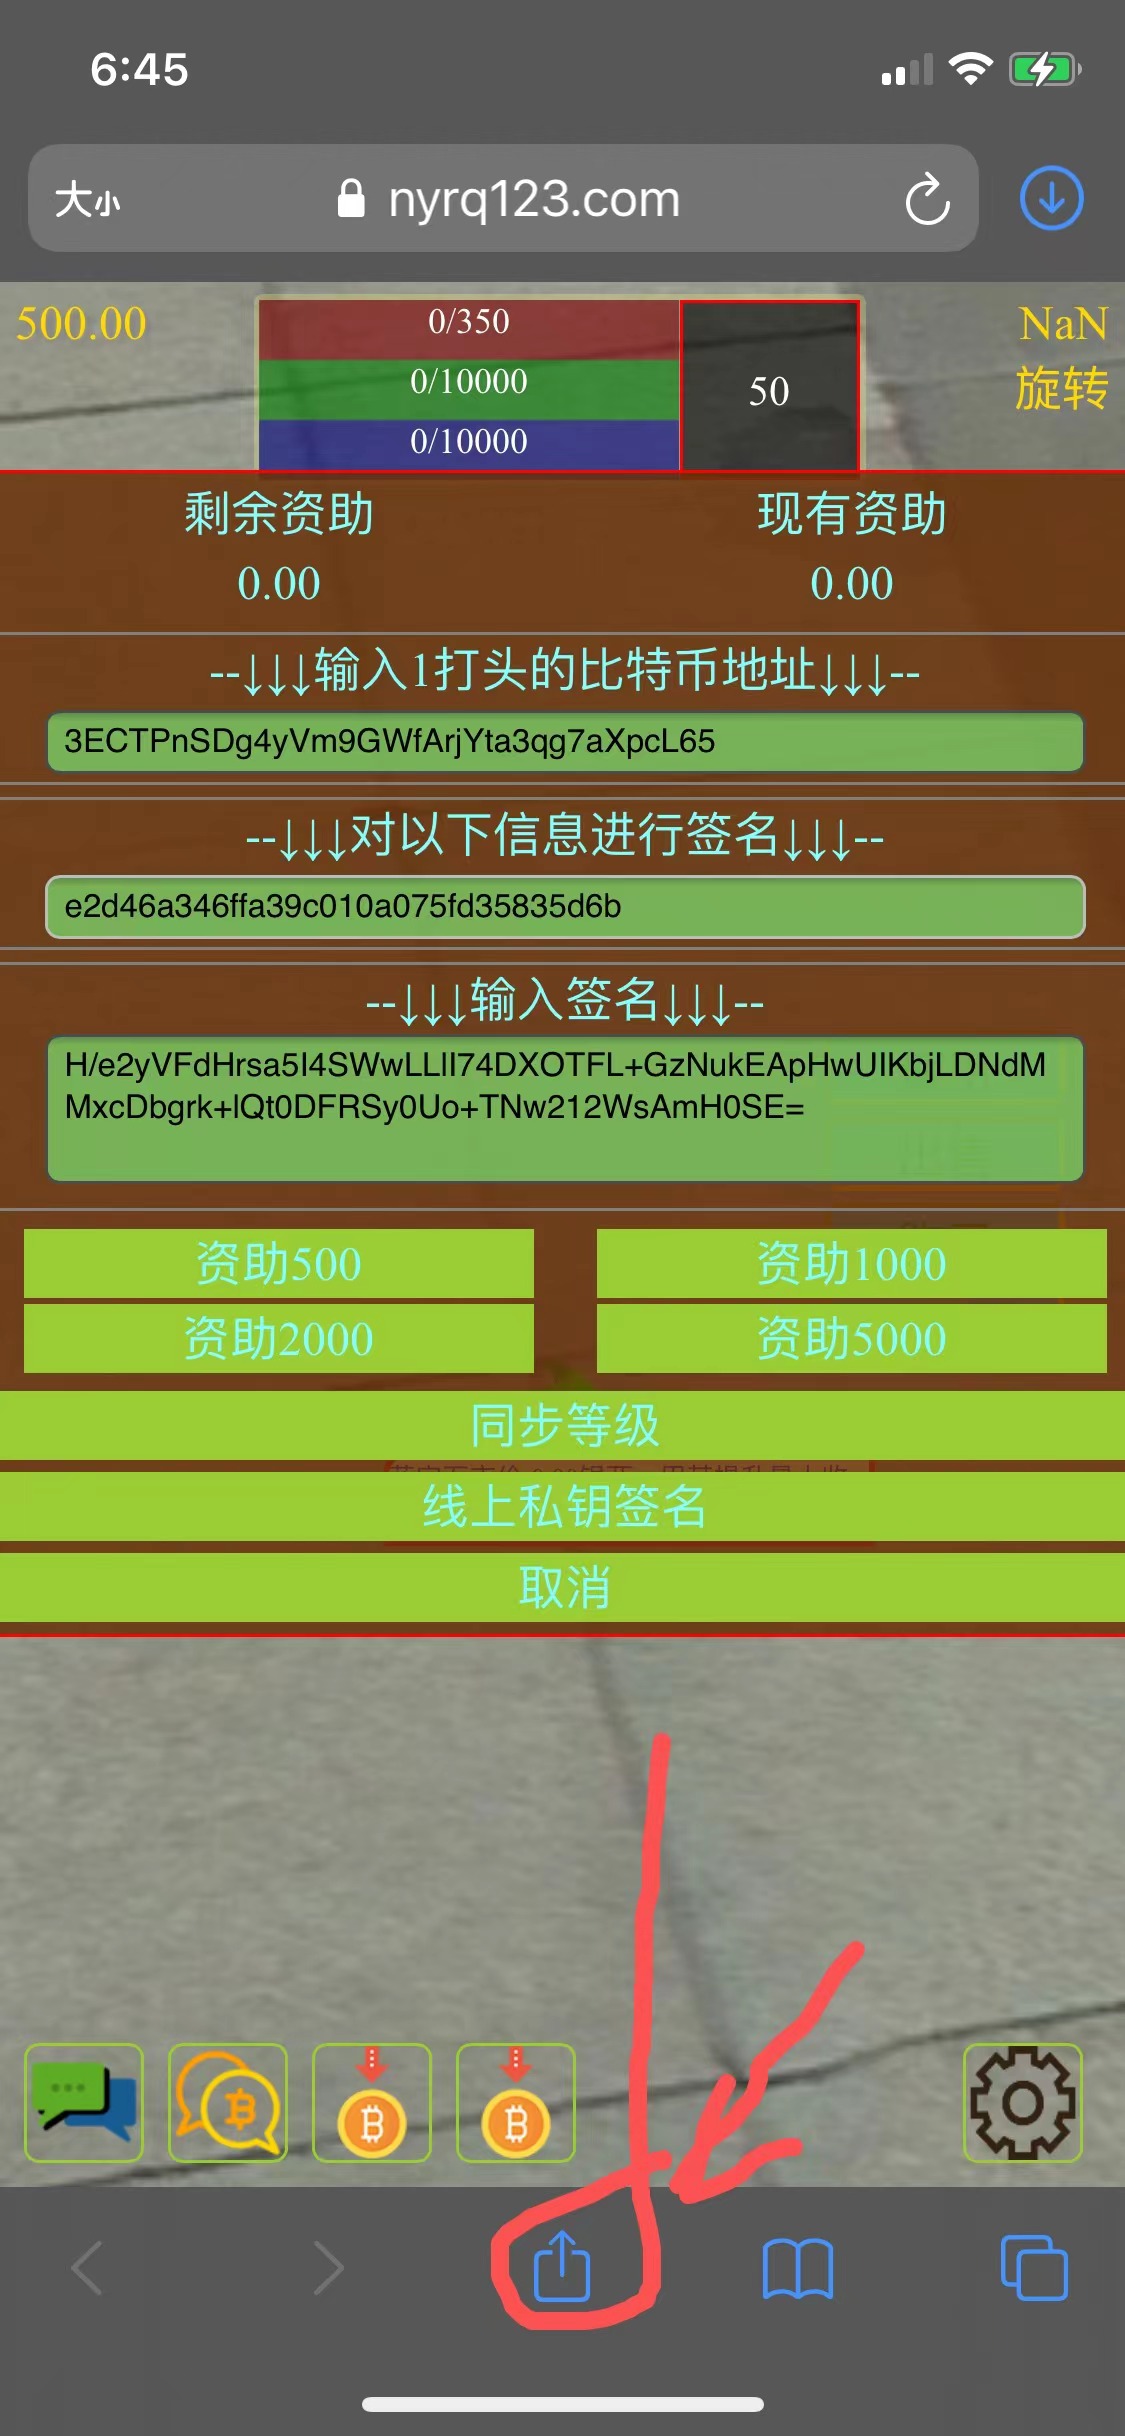 6:45
大小 nyrq123.com
500.00
0/350
0/10000
0/10000
50
NaN
旋转
剩余资助 现有资助
0.00 0.00
--↓↓↓输入1打头的比特币地址↓↓↓--
3ECTPnSDg4yVm9GWfArjYta3qg7aXpcL65
--↓↓↓对以下信息进行签名↓↓↓--
e2d46a346ffa39c010a075fd35835d6b
--↓↓↓输入签名↓↓↓--
H/e2yVFdHrsa5I4SWwLLlI74DXOTFL+GzNukEApHwUIKbjLDNdM
MxcDbgrk+lQt0DFRSy0Uo+TNw212WsAmH0SE=
资助500 资助1000
资助2000 资助5000
同步等级
线上私钥签名
取消